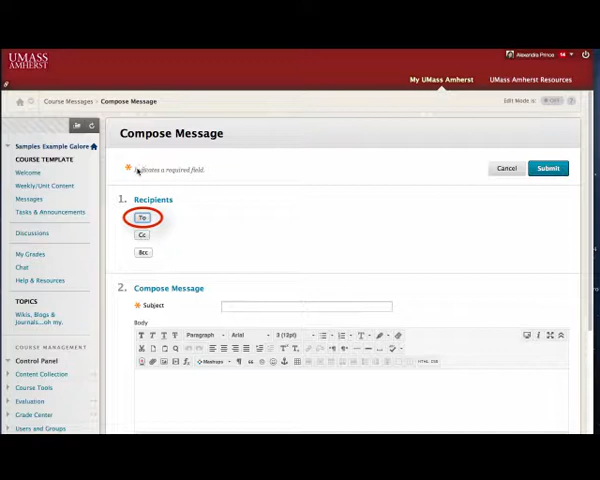 UMASS
AMHERST
Alexandra Prince
My UMass Amherst
UMass Amherst Resources
Course Messages
Compose Message
Edit Mode is:
Samples Example Galore
COURSE TEMPLATE
Welcome
Weekly/Unit Content
Messages
Tasks & Announcements
Discussions
My Grades
Chat
Help & Resources
TOPICS
Wikis, Blogs &
Journals...oh my.
COURSE MANAGEMENT
Control Panel
Content Collection
Course Tools
Evaluation
Grade Center
Users and Groups
Compose Message
Indicates a required field.
Cancel
Submit
1. Recipients
To
Cc
Bcc
2. Compose Message
Subject
Body
Paragraph
Arial
3 (12pt)
Mashups
HTML CSS